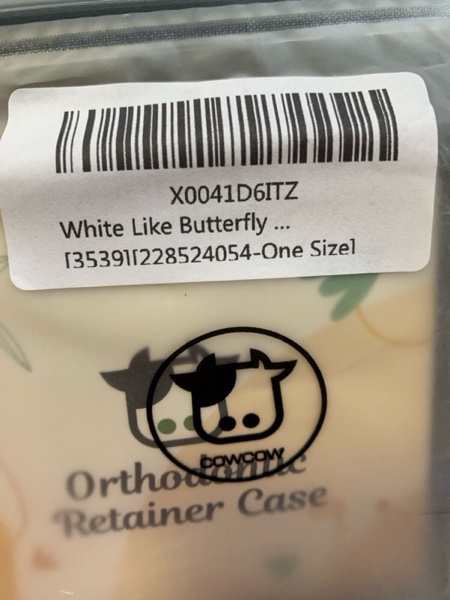 X0041D6ITZ
White Like Butterfly ...
[3539][228524054-One Size]
cowcow
Orthodontic
Retainer Case